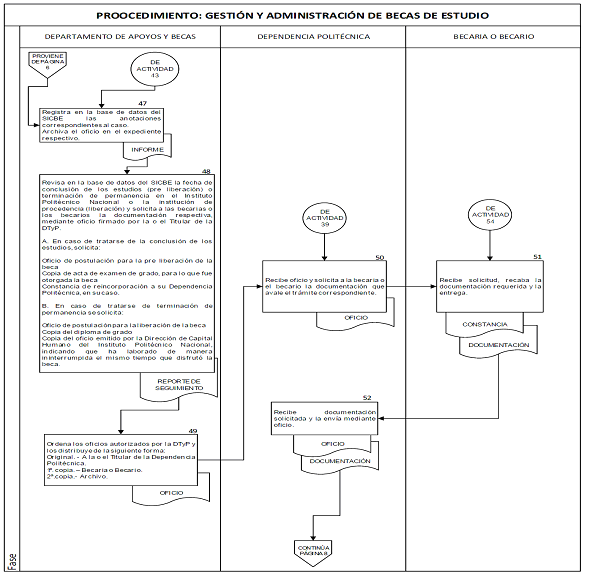 PROOCEDIMIENTO: GESTIÓN Y ADMINISTRACIÓN DE BECAS DE ESTUDIO
DEPARTAMENTO DE APOYOS Y BECAS
DEPENDENCIA POLITÉCNICA
BECARIA O BECARIO
PROVIENE
DE PÁGINA
6
DE
ACTIVIDAD
43
47
Registra en la base de datos del
SICBE las anotaciones
correspondientes al caso.
Archiva el oficio en el expediente
respectivo.
INFORME
48
Revisa en la base de datos del SICBE la fecha de
conclusión de los estudios (pre liberación) o
terminación de permanencia en el Instituto
Politécnico Nacional o la institución de
procedencia (liberación) y solicita a las becarias o
los becarios la documentación respectiva,
mediante oficio firmado por la o el Titular de la
DTyP.
A. En caso de tratarse de la conclusión de los
estudios, solicita:
Oficio de postulación para la pre liberación de la
beca
Copia de acta de examen de grado, para lo que fue
otorgada la beca.
Constancia de reincorporación a su Dependencia
Politécnica, en su caso.
B. En caso de tratarse de terminación de
permanencia se solicita:
Oficio de postulación para la liberación de la beca
Copia del diploma de grado
Copia del oficio emitido por la Dirección de Capital
Humano del Instituto Politécnico Nacional,
indicando que ha laborado de manera
ininterrumpida el mismo tiempo que disfrutó la
beca.
REPORTE DE
SEGUIMIENTO
49
Ordena los oficios autorizados por la DTyP y
los distribuye de la siguiente forma:
Original. - A la o el Titular de la Dependencia
Politécnica.
1ª. copia. – Becaria o Becario.
2ª. copia.- Archivo.
OFICIO
DE
ACTIVIDAD
39
50
Recibe oficio y solicita a la becaria o
el becario la documentación que
avale el trámite correspondiente.
OFICIO
DE
ACTIVIDAD
54
51
Recibe solicitud, recaba la
documentación requerida y la
entrega.
CONSTANCIA
DOCUMENTACIÓN
52
Recibe documentación
solicitada y la envía mediante
oficio.
OFICIO
DOCUMENTACIÓN
CONTINÚA
PÁGINA 8
Fase